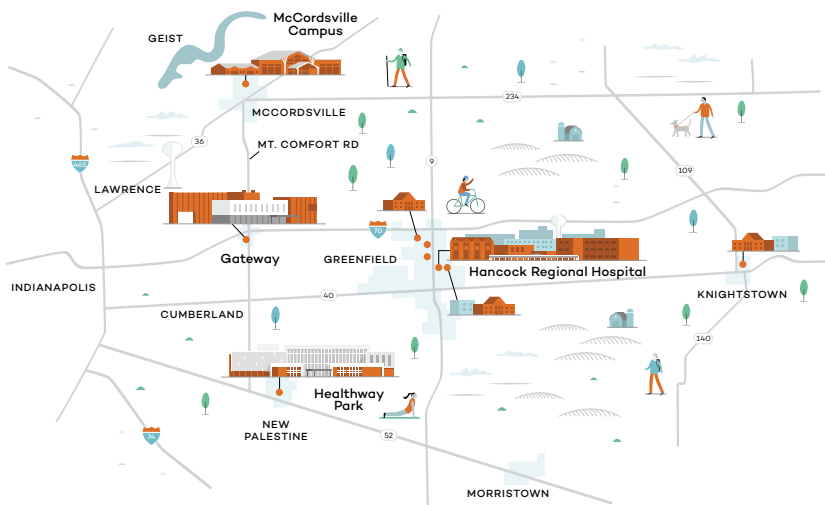 McCordsville
Campus
GEIST
234
MCCORDSVILLE
36
MT. COMFORT RD
9
465
109
LAWRENCE
70
Gateway
GREENFIELD
Hancock Regional Hospital
INDIANAPOLIS
KNIGHTSTOWN
40
CUMBERLAND
140
Healthway
Park
NEW
PALESTINE
52
74
MORRISTOWN